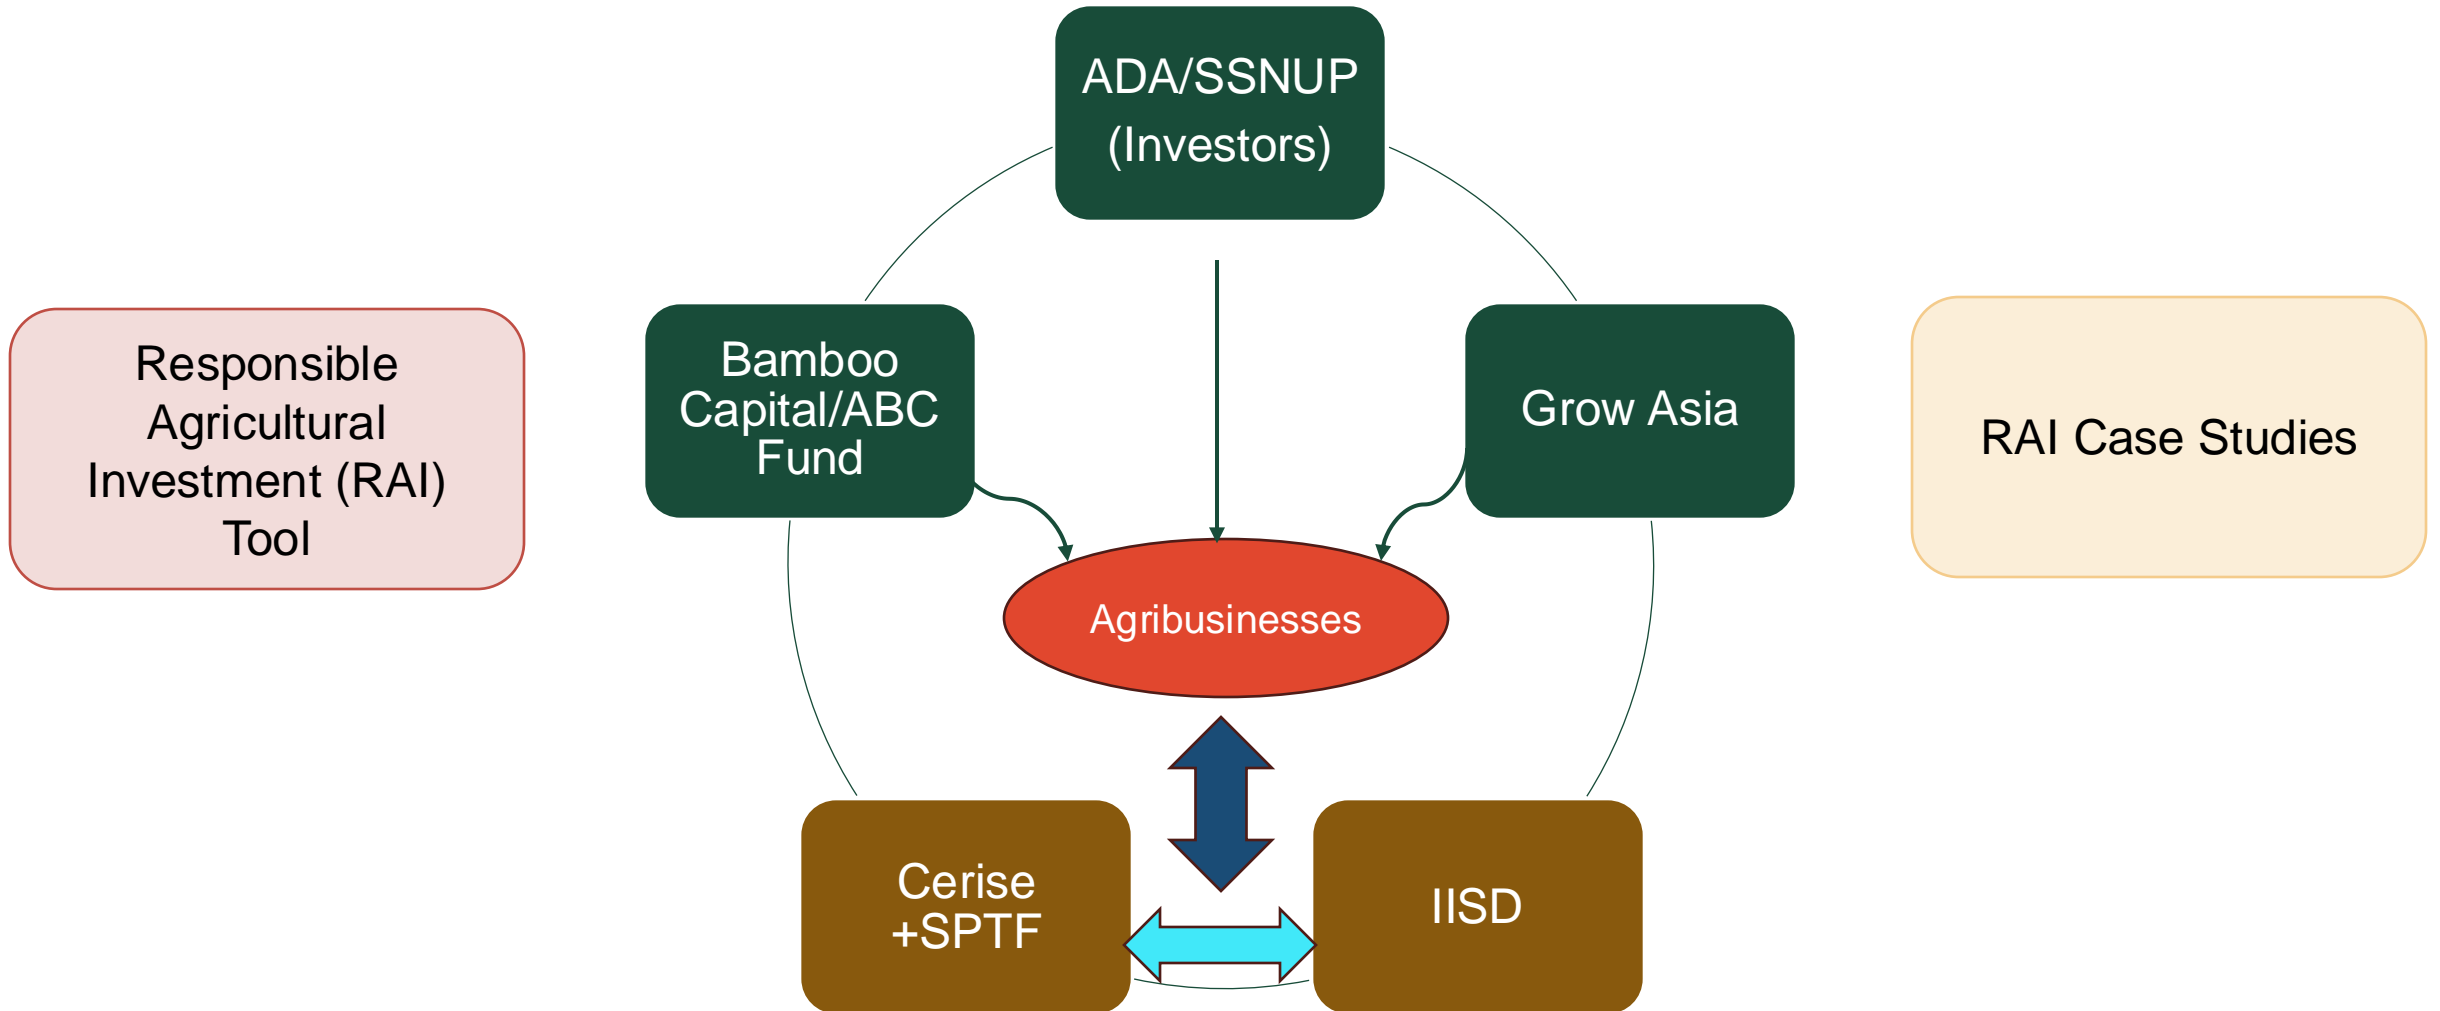 ADA/SSNUP
(Investors)
Responsible
Agricultural
Investment (RAI)
Tool
Bamboo
Capital/ABC
Fund
Grow Asia
RAI Case Studies
Agribusinesses
Cerise
+SPTF
IISD